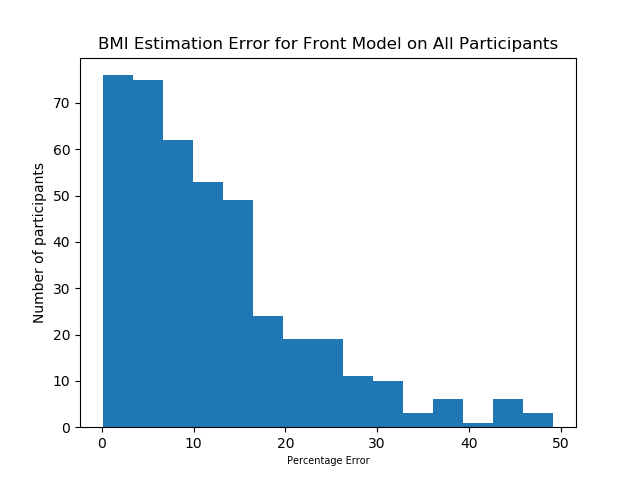 BMI Estimation Error for Front Model on All Participants
Number of participants
70
60
50
40
30
20
10
0
0 10 20 30 40 50
Percentage Error